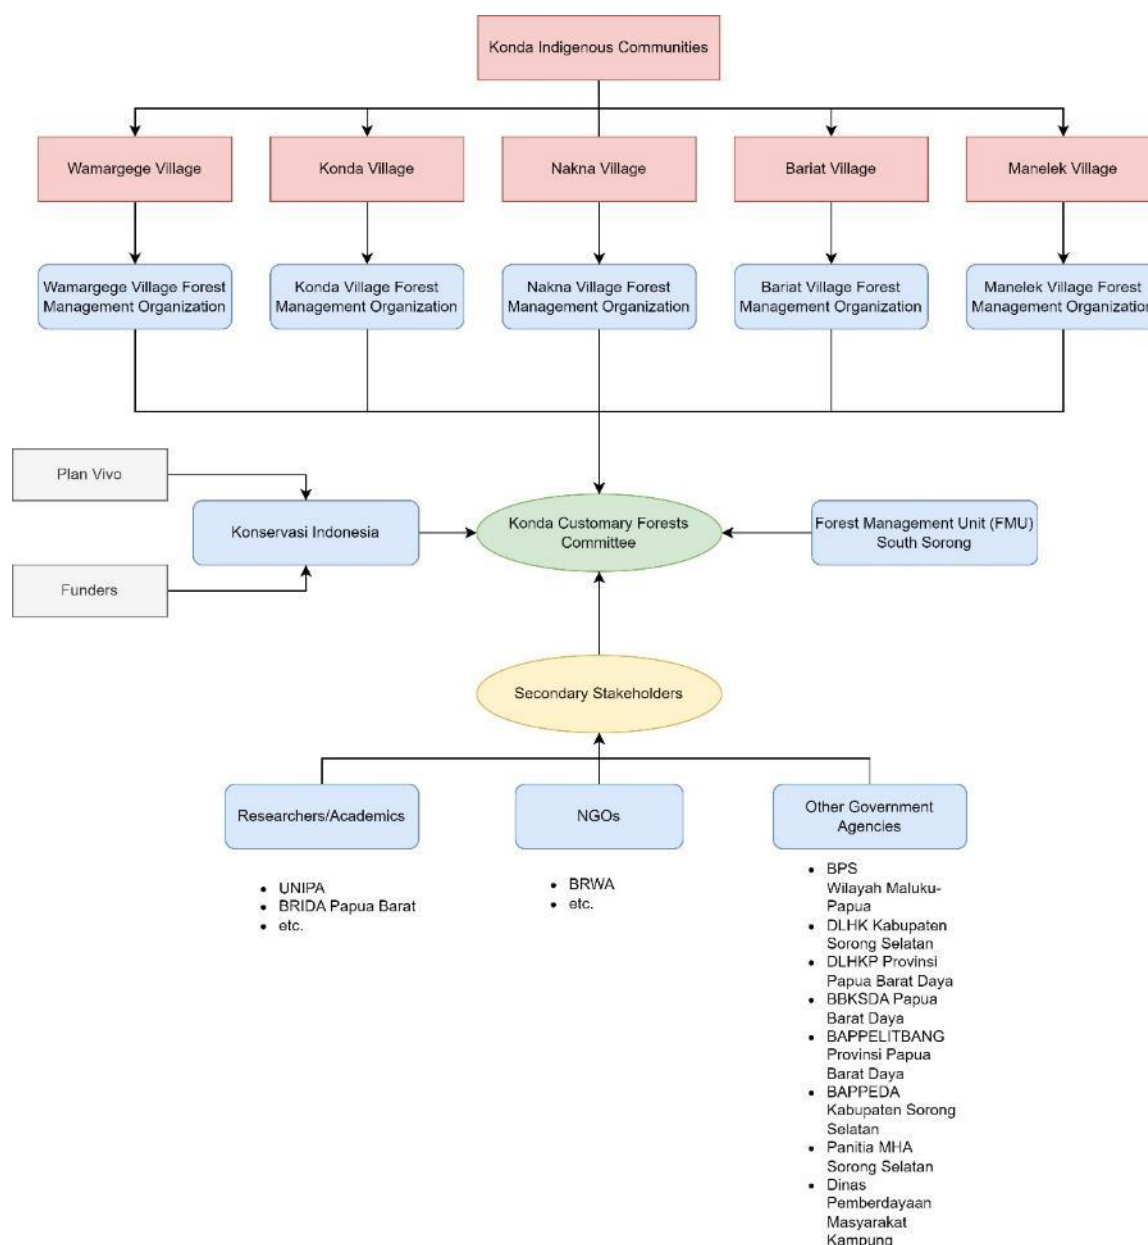 Konda Indigenous Communities
Wamargege Village
Konda Village
Nakna Village
Bariat Village
Manelek Village
Wamargege Village Forest
Management Organization
Konda Village Forest
Management Organization
Nakna Village Forest
Management Organization
Bariat Village Forest
Management Organization
Manelek Village Forest
Management Organization
Plan Vivo
Konservasi Indonesia
Funders
Konda Customary Forests
Committee
Forest Management Unit (FMU)
South Sorong
Secondary Stakeholders
Researchers/Academics
• UNIPA
• BRIDA Papua Barat
• etc.
NGOs
• BRWA
• etc.
Other Government
Agencies
• BPS
Wilayah Maluku-
Papua
• DLHK Kabupaten
Sorong Selatan
• DLHKP Provinsi
Papua Barat Daya
• BBKSDA Papua
Barat Daya
• BAPPELITBANG
Provinsi Papua
Barat Daya
• BAPPEDA
Kabupaten Sorong
Selatan
• Panitia MHA
Sorong Selatan
• Dinas
Pemberdayaan
Masyarakat
Kampung